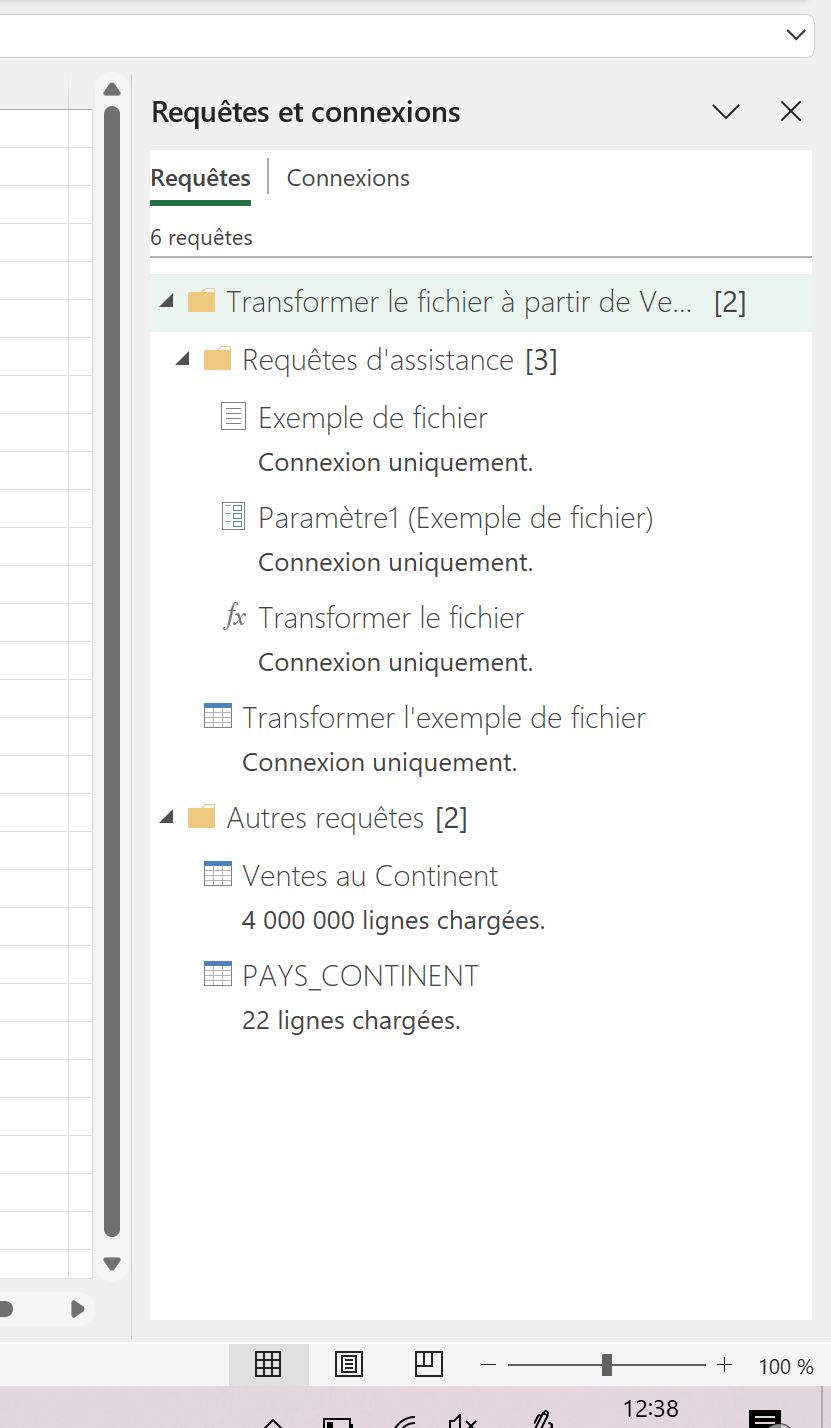 Requêtes et connexions
Requêtes
Connexions
6 requêtes
Transformer le fichier à partir de Ve... [2]
Requêtes d'assistance [3]
Exemple de fichier
Connexion uniquement.
Paramètre1 (Exemple de fichier)
Connexion uniquement.
fx Transformer le fichier
Connexion uniquement.
Transformer l'exemple de fichier
Connexion uniquement.
Autres requêtes [2]
Ventes au Continent
4 000 000 lignes chargées.
PAYS_CONTINENT
22 lignes chargées.
100 %
12:38